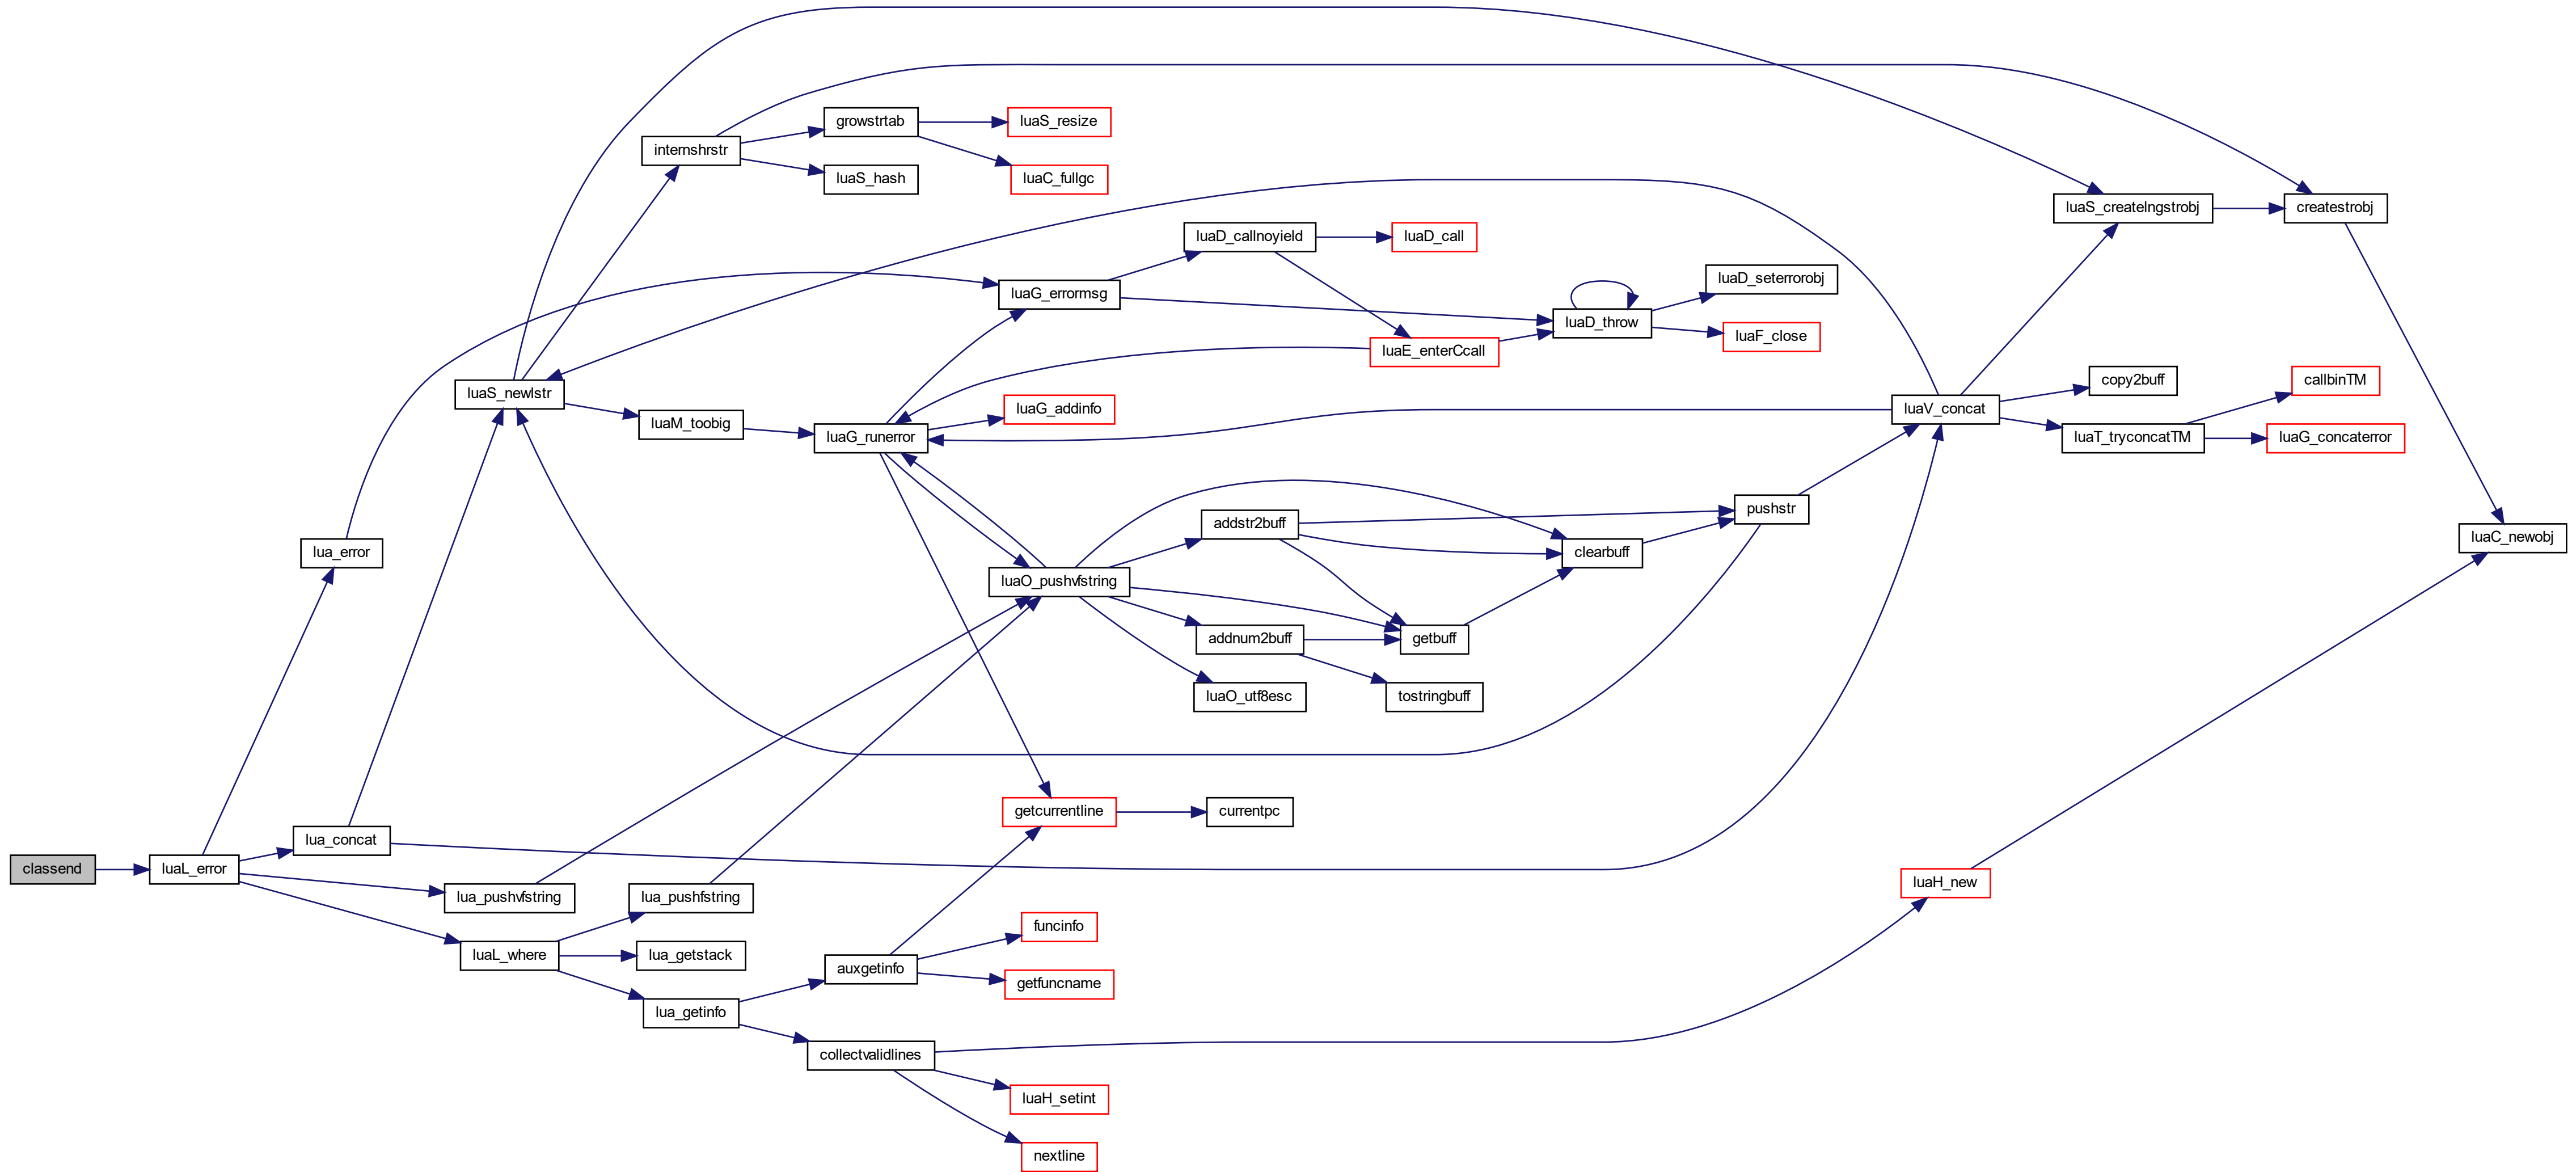 classend
luaL_error
lua_error
lua_concat
lua_pushvfstring
luaL_where
luaS_newlstr
internshrstr
luaM_toobig
lua_pushfstring
lua_getstack
lua_getinfo
growstrtab
luaS_hash
luaG_runerror
auxgetinfo
collectvalidlines
luaS_resize
luaC_fullgc
luaG_errormsg
luaG_addinfo
luaO_pushvfstring
getcurrentline
funcinfo
getfuncname
luaH_setint
nextline
luaD_callnoyield
addstr2buff
addnum2buff
luaO_utf8esc
currentpc
luaD_call
luaE_enterCcall
getbuff
tostringbuff
luaD_throw
clearbuff
luaD_seterrorobj
luaF_close
pushstr
luaV_concat
luaH_new
luaS_createlngstrobj
copy2buff
luaT_tryconcatTM
createstrobj
callbinTM
luaG_concaterror
luaC_newobj